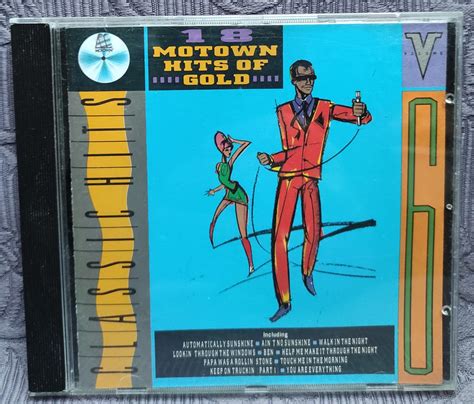 18
MOTOWN
HITS OF
GOLD
CLASSIC HITS
V
VOLUME
6
Including
AUTOMATICALLY SUNSHINE AIN'T NO SUNSHINE WALK IN THE NIGHT
LOOKIN THROUGH THE WINDOWS BEN HELP ME MAKE IT THROUGH THE NIGHT
PAPA WAS A ROLLIN STONE TOUCH ME IN THE MORNING
KEEP ON TRUCKIN PART 1 YOU ARE EVERYTHING